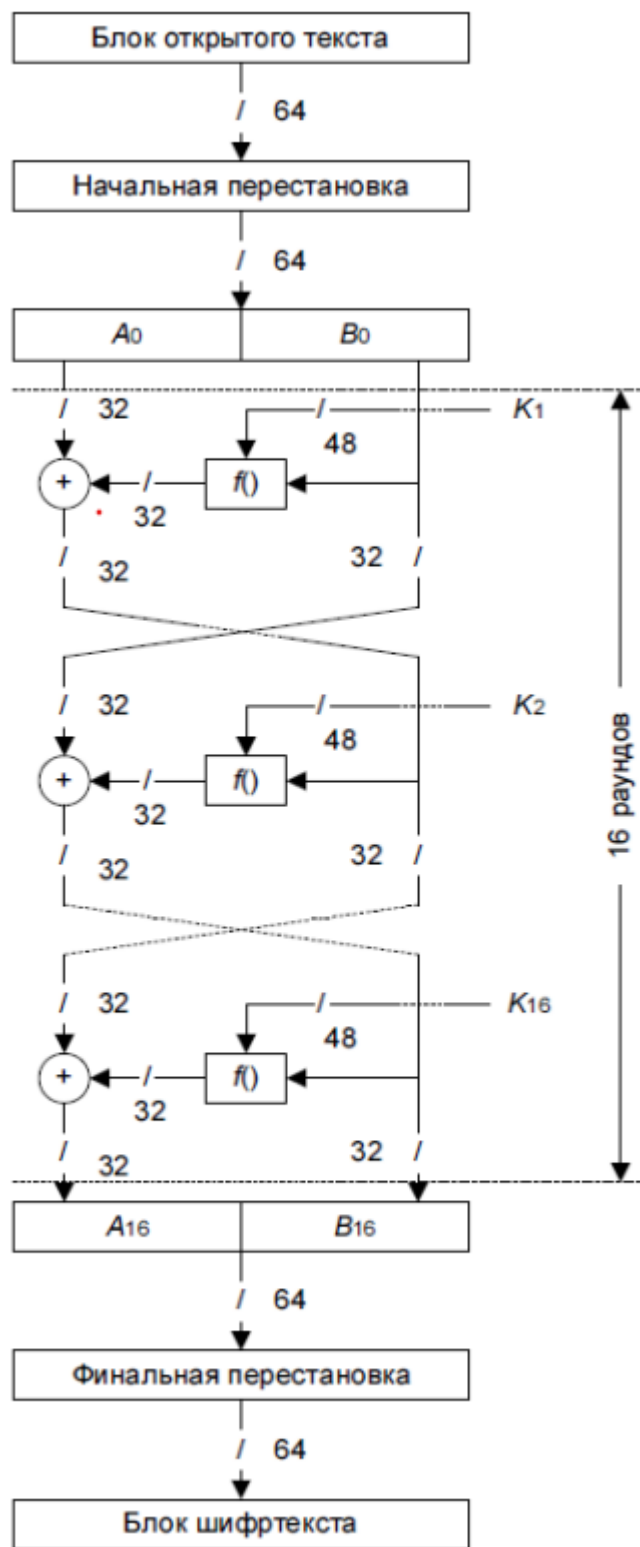 Блок открытого текста
/ 64
Начальная перестановка
/ 64
A0 B0
/ 32 / K1
48
+ / f()
32
/ 32 32 /
/ 32 / K2
48
+ / f()
32
/ 32 32 /
16 раундов
/ 32 / K16
48
+ / f()
32
/ 32 32 /
A16 B16
/ 64
Финальная перестановка
/ 64
Блок шифртекста